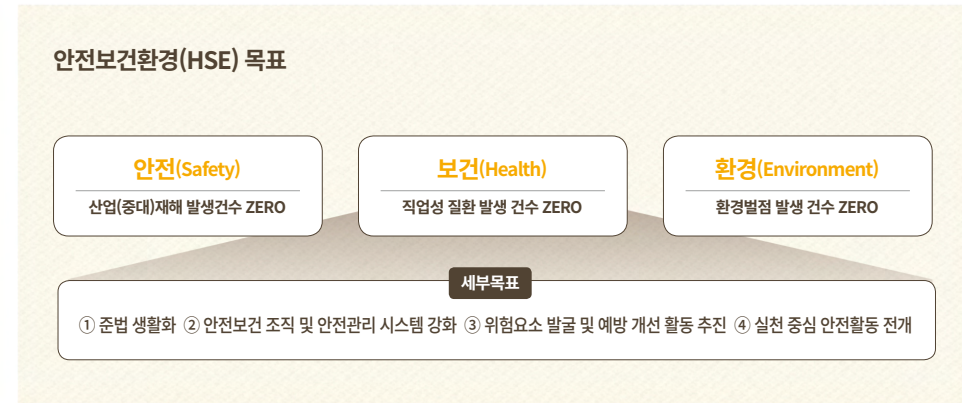 안전보건환경(HSE) 목표
안전(Safety)
산업(중대)재해 발생건수 ZERO
보건(Health)
직업성 질환 발생 건수 ZERO
환경(Environment)
환경벌점 발생 건수 ZERO
세부목표
① 준법 생활화 ② 안전보건 조직 및 안전관리 시스템 강화 ③ 위험요소 발굴 및 예방 개선 활동 추진 ④ 실천 중심 안전활동 전개